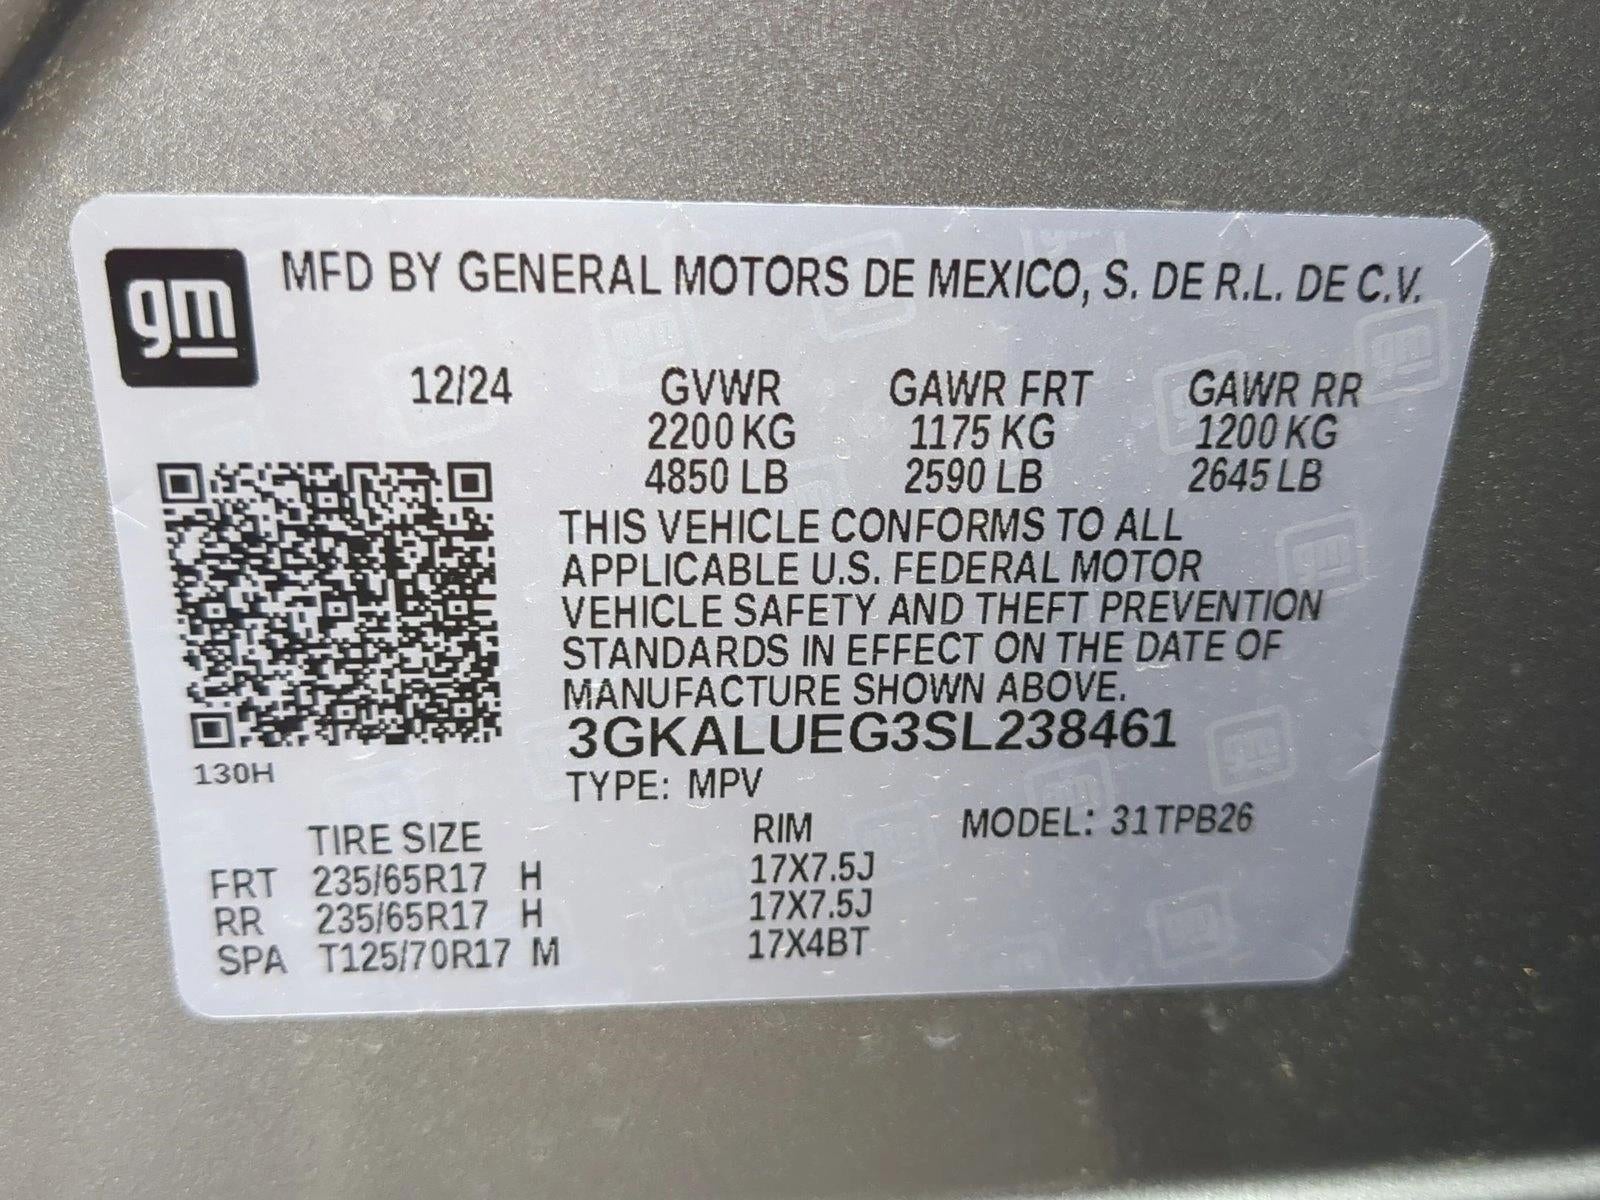 gm
MFD BY GENERAL MOTORS DE MEXICO, S. DE R.L. DE C.V.
12/24 GVWR GAWR FRT GAWR RR
2200 KG 1175 KG 1200 KG
4850 LB 2590 LB 2645 LB
THIS VEHICLE CONFORMS TO ALL
APPLICABLE U.S. FEDERAL MOTOR
VEHICLE SAFETY AND THEFT PREVENTION
STANDARDS IN EFFECT ON THE DATE OF
MANUFACTURE SHOWN ABOVE.
3GKALUEG3SL238461
130H
TYPE: MPV
TIRE SIZE RIM MODEL: 31TPB26
FRT 235/65R17 H 17X7.5J
RR 235/65R17 H 17X7.5J
SPA T125/70R17 M 17X4BT